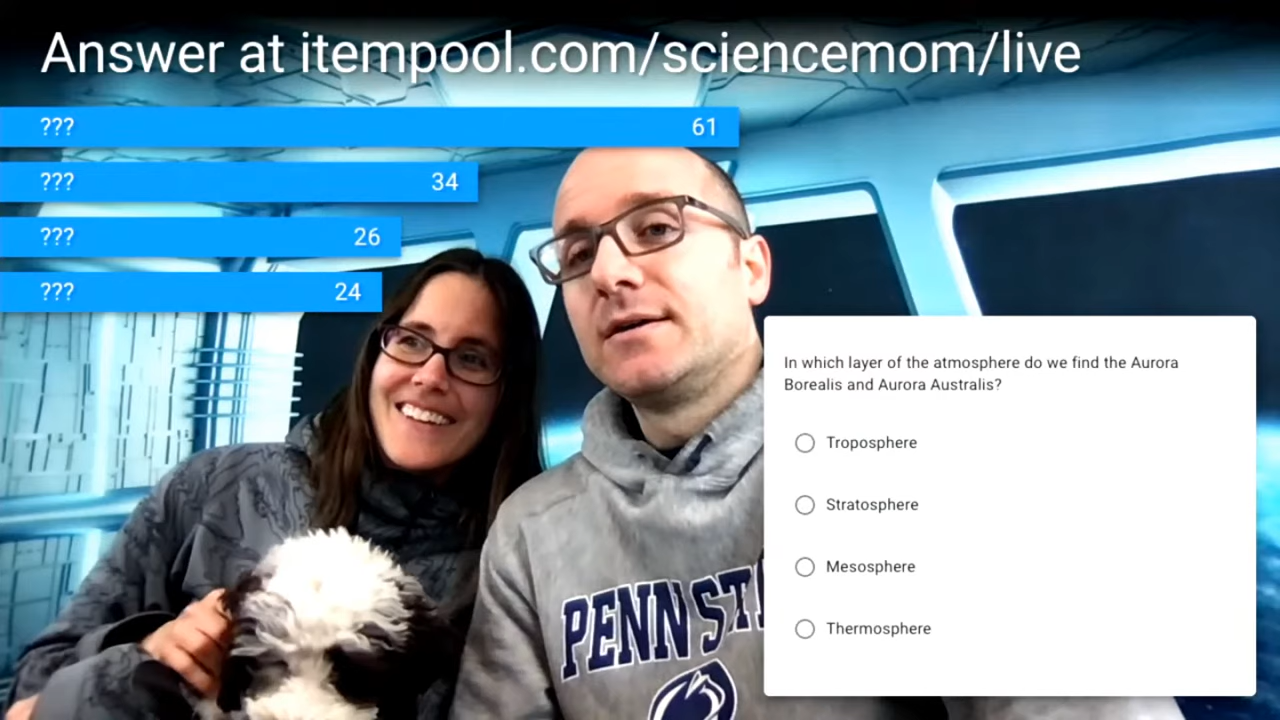 Answer at itempool.com/sciencemom/live
??? 61
??? 34
??? 26
??? 24
In which layer of the atmosphere do we find the Aurora
Borealis and Aurora Australis?
Troposphere
Stratosphere
Mesosphere
Thermosphere
PENN ST